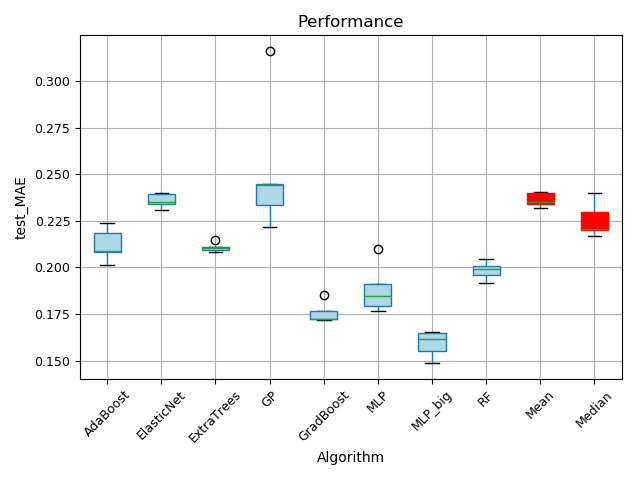 Performance
0.300
0.275
0.250
0.225
0.200
0.175
0.150
test_MAE
AdaBoost
ElasticNet
ExtraTrees
GP
GradBoost
MLP
MLP_big
RF
Mean
Median
Algorithm